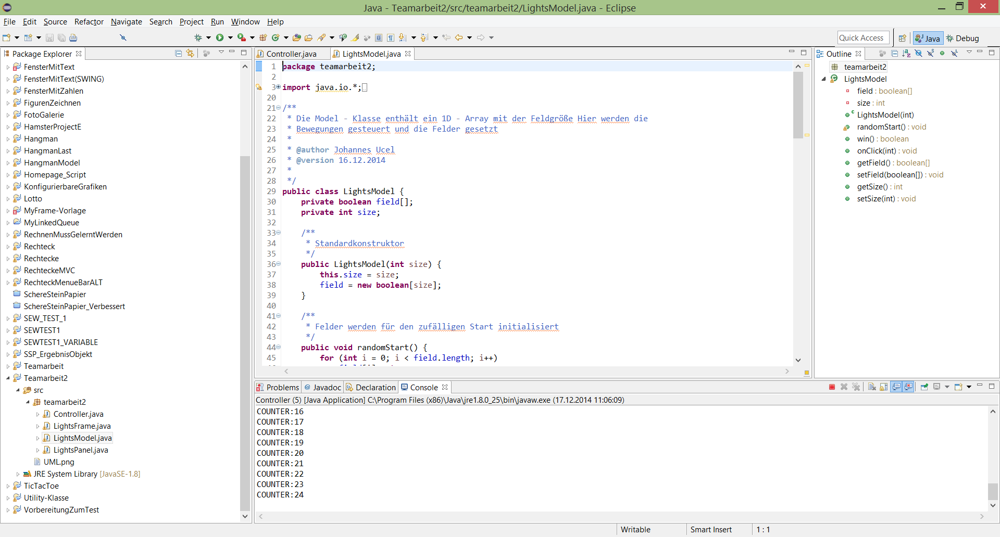 Java - Teamarbeit2/src/teamarbeit2/LightsModel.java - Eclipse
File Edit Source Refactor Navigate Search Project Run Window Help
Quick Access Java Debug
Package Explorer
FensterMitText
FensterMitText(SWING)
FensterMitZahlen
FigurenZeichnen
FotoGalerie
HamsterProjectE
Hangman
HangmanLast
HangmanModel
Homepage_Script
KonfigurierbareGrafiken
Lotto
MyFrame-Vorlage
MyLinkedQueue
RechnenMussGelerntWerden
Rechteck
Rechtecke
RechteckeMVC
RechteckMenueBarALT
SchereSteinPapier
SchereSteinPapier_Verbessert
SEW_TEST_1
SEWTEST1
SEWTEST1_VARIABLE
SSP_ErgebnisObjekt
Teamarbeit
Teamarbeit2
src
teamarbeit2
Controller.java
LightsFrame.java
LightsModel.java
LightsPanel.java
UML.png
JRE System Library [JavaSE-1.8]
TicTacToe
Utility-Klasse
VorbereitungZumTest
Controller.java LightsModel.java
1 package teamarbeit2;
2
3 import java.io.*;
20
21 /**
22 * Die Model - Klasse enthält ein 1D - Array mit der Feldgröße Hier werden die
23 * Bewegungen gesteuert und die Felder gesetzt
24 *
25 * @author Johannes Ucel
26 * @version 16.12.2014
27 *
28 */
29 public class LightsModel {
30 private boolean field[];
31 private int size;
32
33 /**
34 * Standardkonstruktor
35 */
36 public LightsModel(int size) {
37 this.size = size;
38 field = new boolean[size];
39 }
40
41 /**
42 * Felder werden für den zufälligen Start initialisiert
43 */
44 public void randomStart() {
45 for (int i = 0; i < field.length; i++)
Outline
teamarbeit2
LightsModel
field : boolean[]
size : int
LightsModel(int)
randomStart() : void
win() : boolean
onClick(int) : void
getField() : boolean[]
setField(boolean[]) : void
getSize() : int
setSize(int) : void
Problems @ Javadoc Declaration Console
Controller (5) [Java Application] C:\Program Files (x86)\Java\jre1.8.0_25\bin\javaw.exe (17.12.2014 11:06:09)
COUNTER:16
COUNTER:17
COUNTER:18
COUNTER:19
COUNTER:20
COUNTER:21
COUNTER:22
COUNTER:23
COUNTER:24
Writable Smart Insert 1 : 1